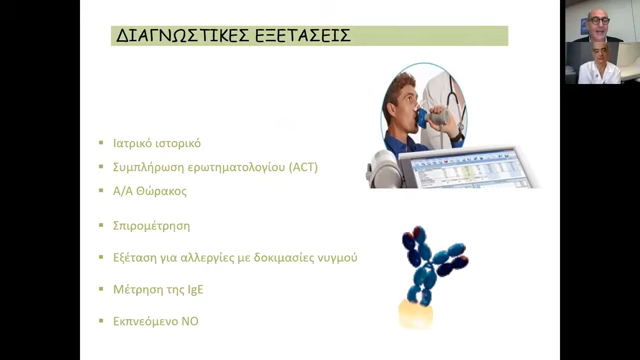 ΔΙΑΓΝΩΣΤΙΚΕΣ ΕΞΕΤΑΣΕΙΣ
Ιατρικό ιστορικό
Συμπλήρωση ερωτηματολογίου (ACT)
Α/Α Θώρακος
Σπιρομέτρηση
Εξέταση για αλλεργίες με δοκιμασίες νυγμού
Μέτρηση της IgE
Εκπνεόμενο ΝΟ